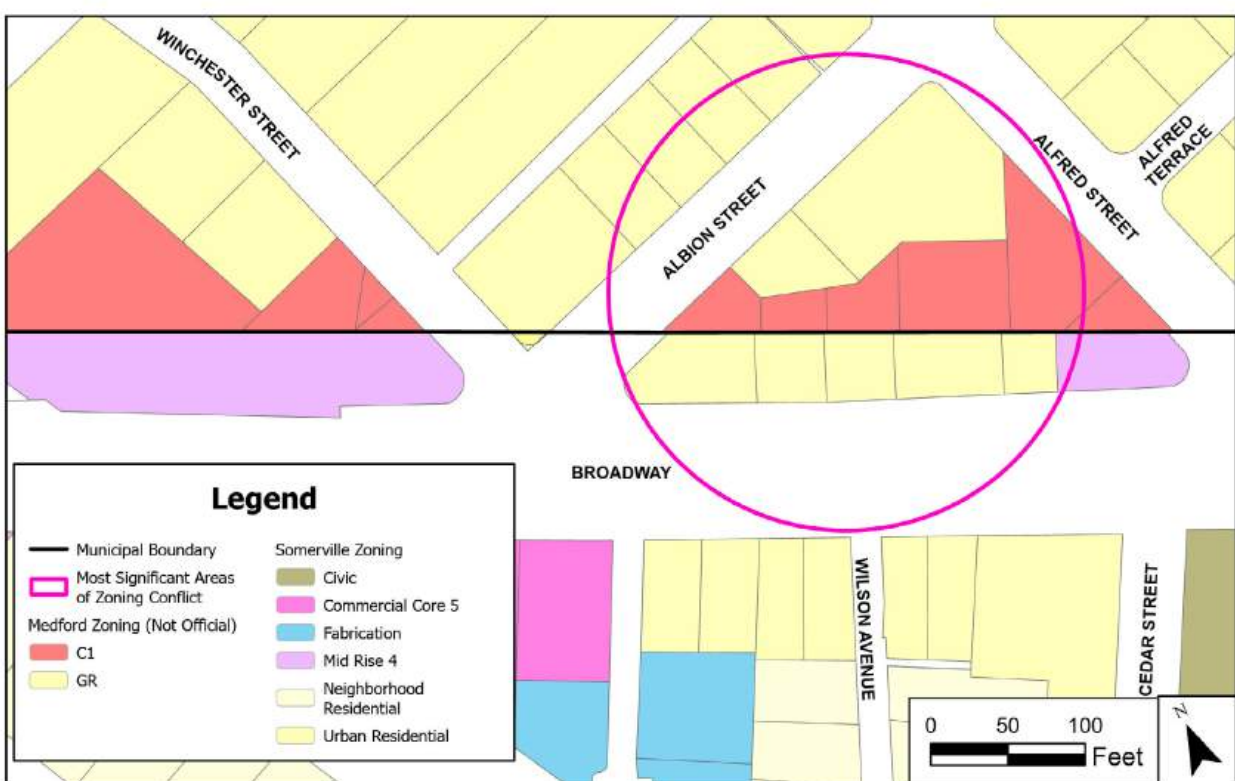 WINCHESTER STREET
ALBION STREET
ALFRED STREET
ALFRED
TERRACE
BROADWAY
WILSON AVENUE
CEDAR STREET
Legend
Municipal Boundary
Most Significant Areas
of Zoning Conflict
Medford Zoning (Not Official)
C1
GR
Somerville Zoning
Civic
Commercial Core 5
Fabrication
Mid Rise 4
Neighborhood
Residential
Urban Residential
0 50 100
Feet
N